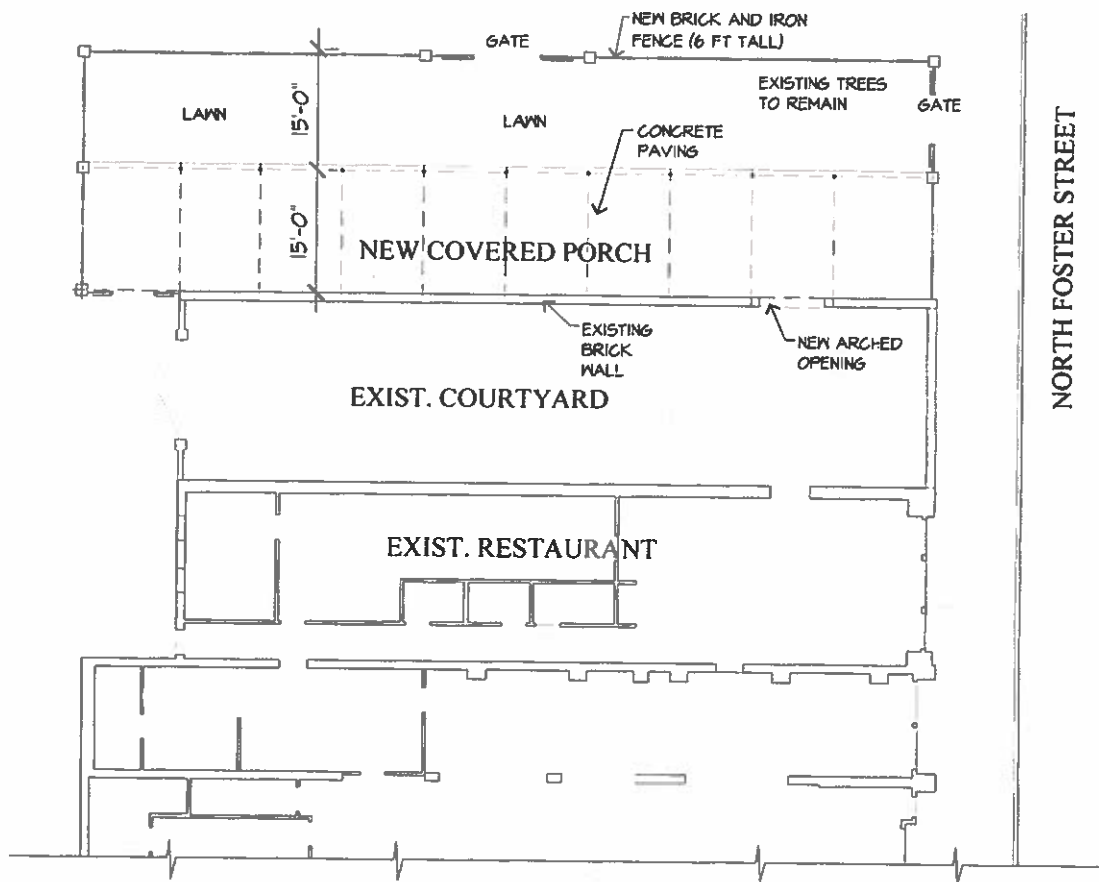 NEW BRICK AND IRON
FENCE (6 FT TALL)
GATE
EXISTING TREES
TO REMAIN
GATE
LAWN
15'-0"
LAWN
CONCRETE
PAVING
NORTH FOSTER STREET
15'-0"
NEW COVERED PORCH
EXISTING
BRICK
WALL
NEW ARCHED
OPENING
EXIST. COURTYARD
EXIST. RESTAURANT